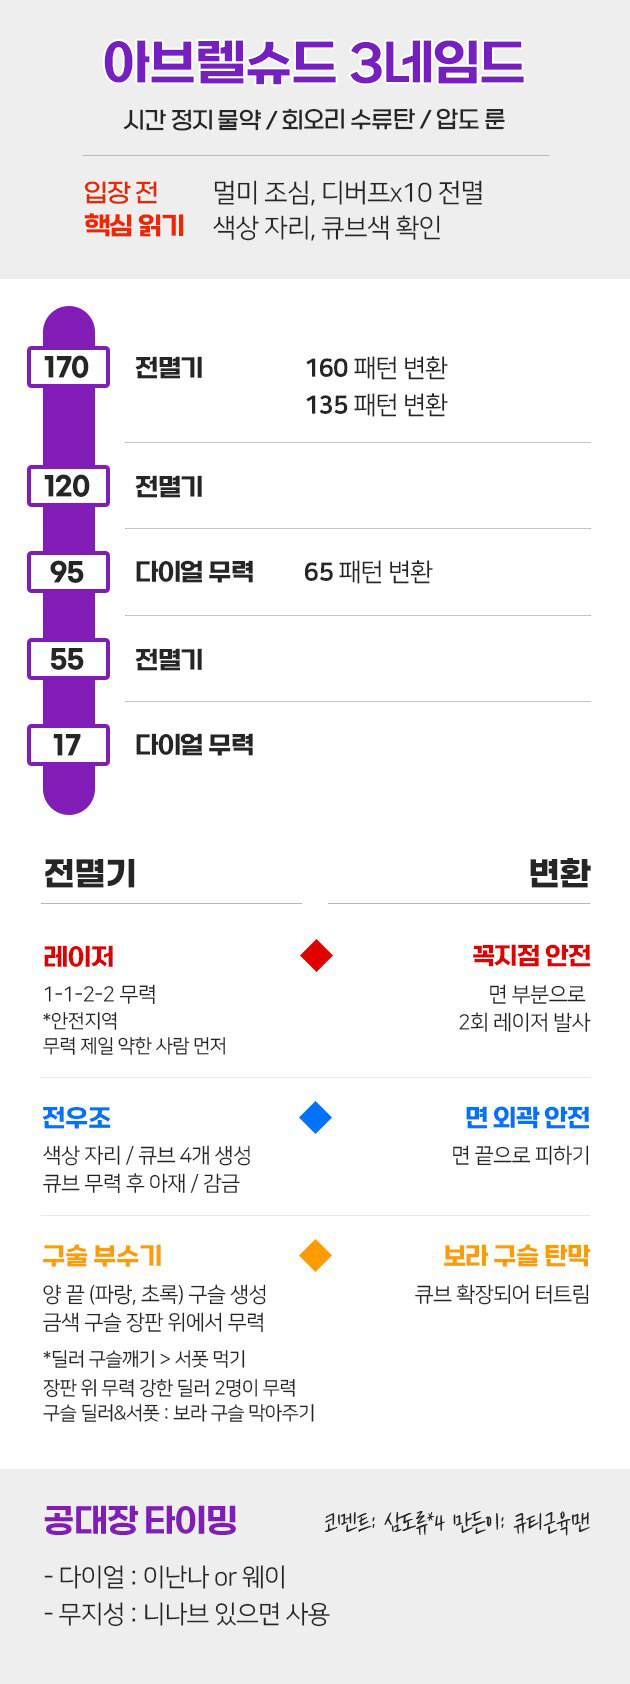 아브렐슈드 3네임드
시간 정지 물약 / 회오리 수류탄 / 압도 룬
입장 전 멀미 조심, 디버프x10 전멸
핵심 읽기 색상 자리, 큐브색 확인
170 전멸기 160 패턴 변환
135 패턴 변환
120 전멸기
95 다이얼 무력 65 패턴 변환
55 전멸기
17 다이얼 무력
전멸기 변환
레이저 꼭지점 안전
1-1-2-2 무력 면 부분으로
*안전지역 2회 레이저 발사
무력 제일 약한 사람 먼저
전우조 면 외곽 안전
색상 자리 / 큐브 4개 생성 면 끝으로 피하기
큐브 무력 후 아재 / 감금
구술 부수기 보라 구슬 탄막
양 끝 (파랑, 초록) 구슬 생성 큐브 확장되어 터트림
금색 구슬 장판 위에서 무력
*딜러 구슬깨기 > 서폿 먹기
장판 위 무력 강한 딜러 2명이 무력
구슬 딜러&서폿 : 보라 구슬 막아주기
공대장 타이밍 코멘트; 삼도류*4 만든이; 큐티근육맨
- 다이얼 : 이난나 or 웨이
- 무지성 : 니나브 있으면 사용